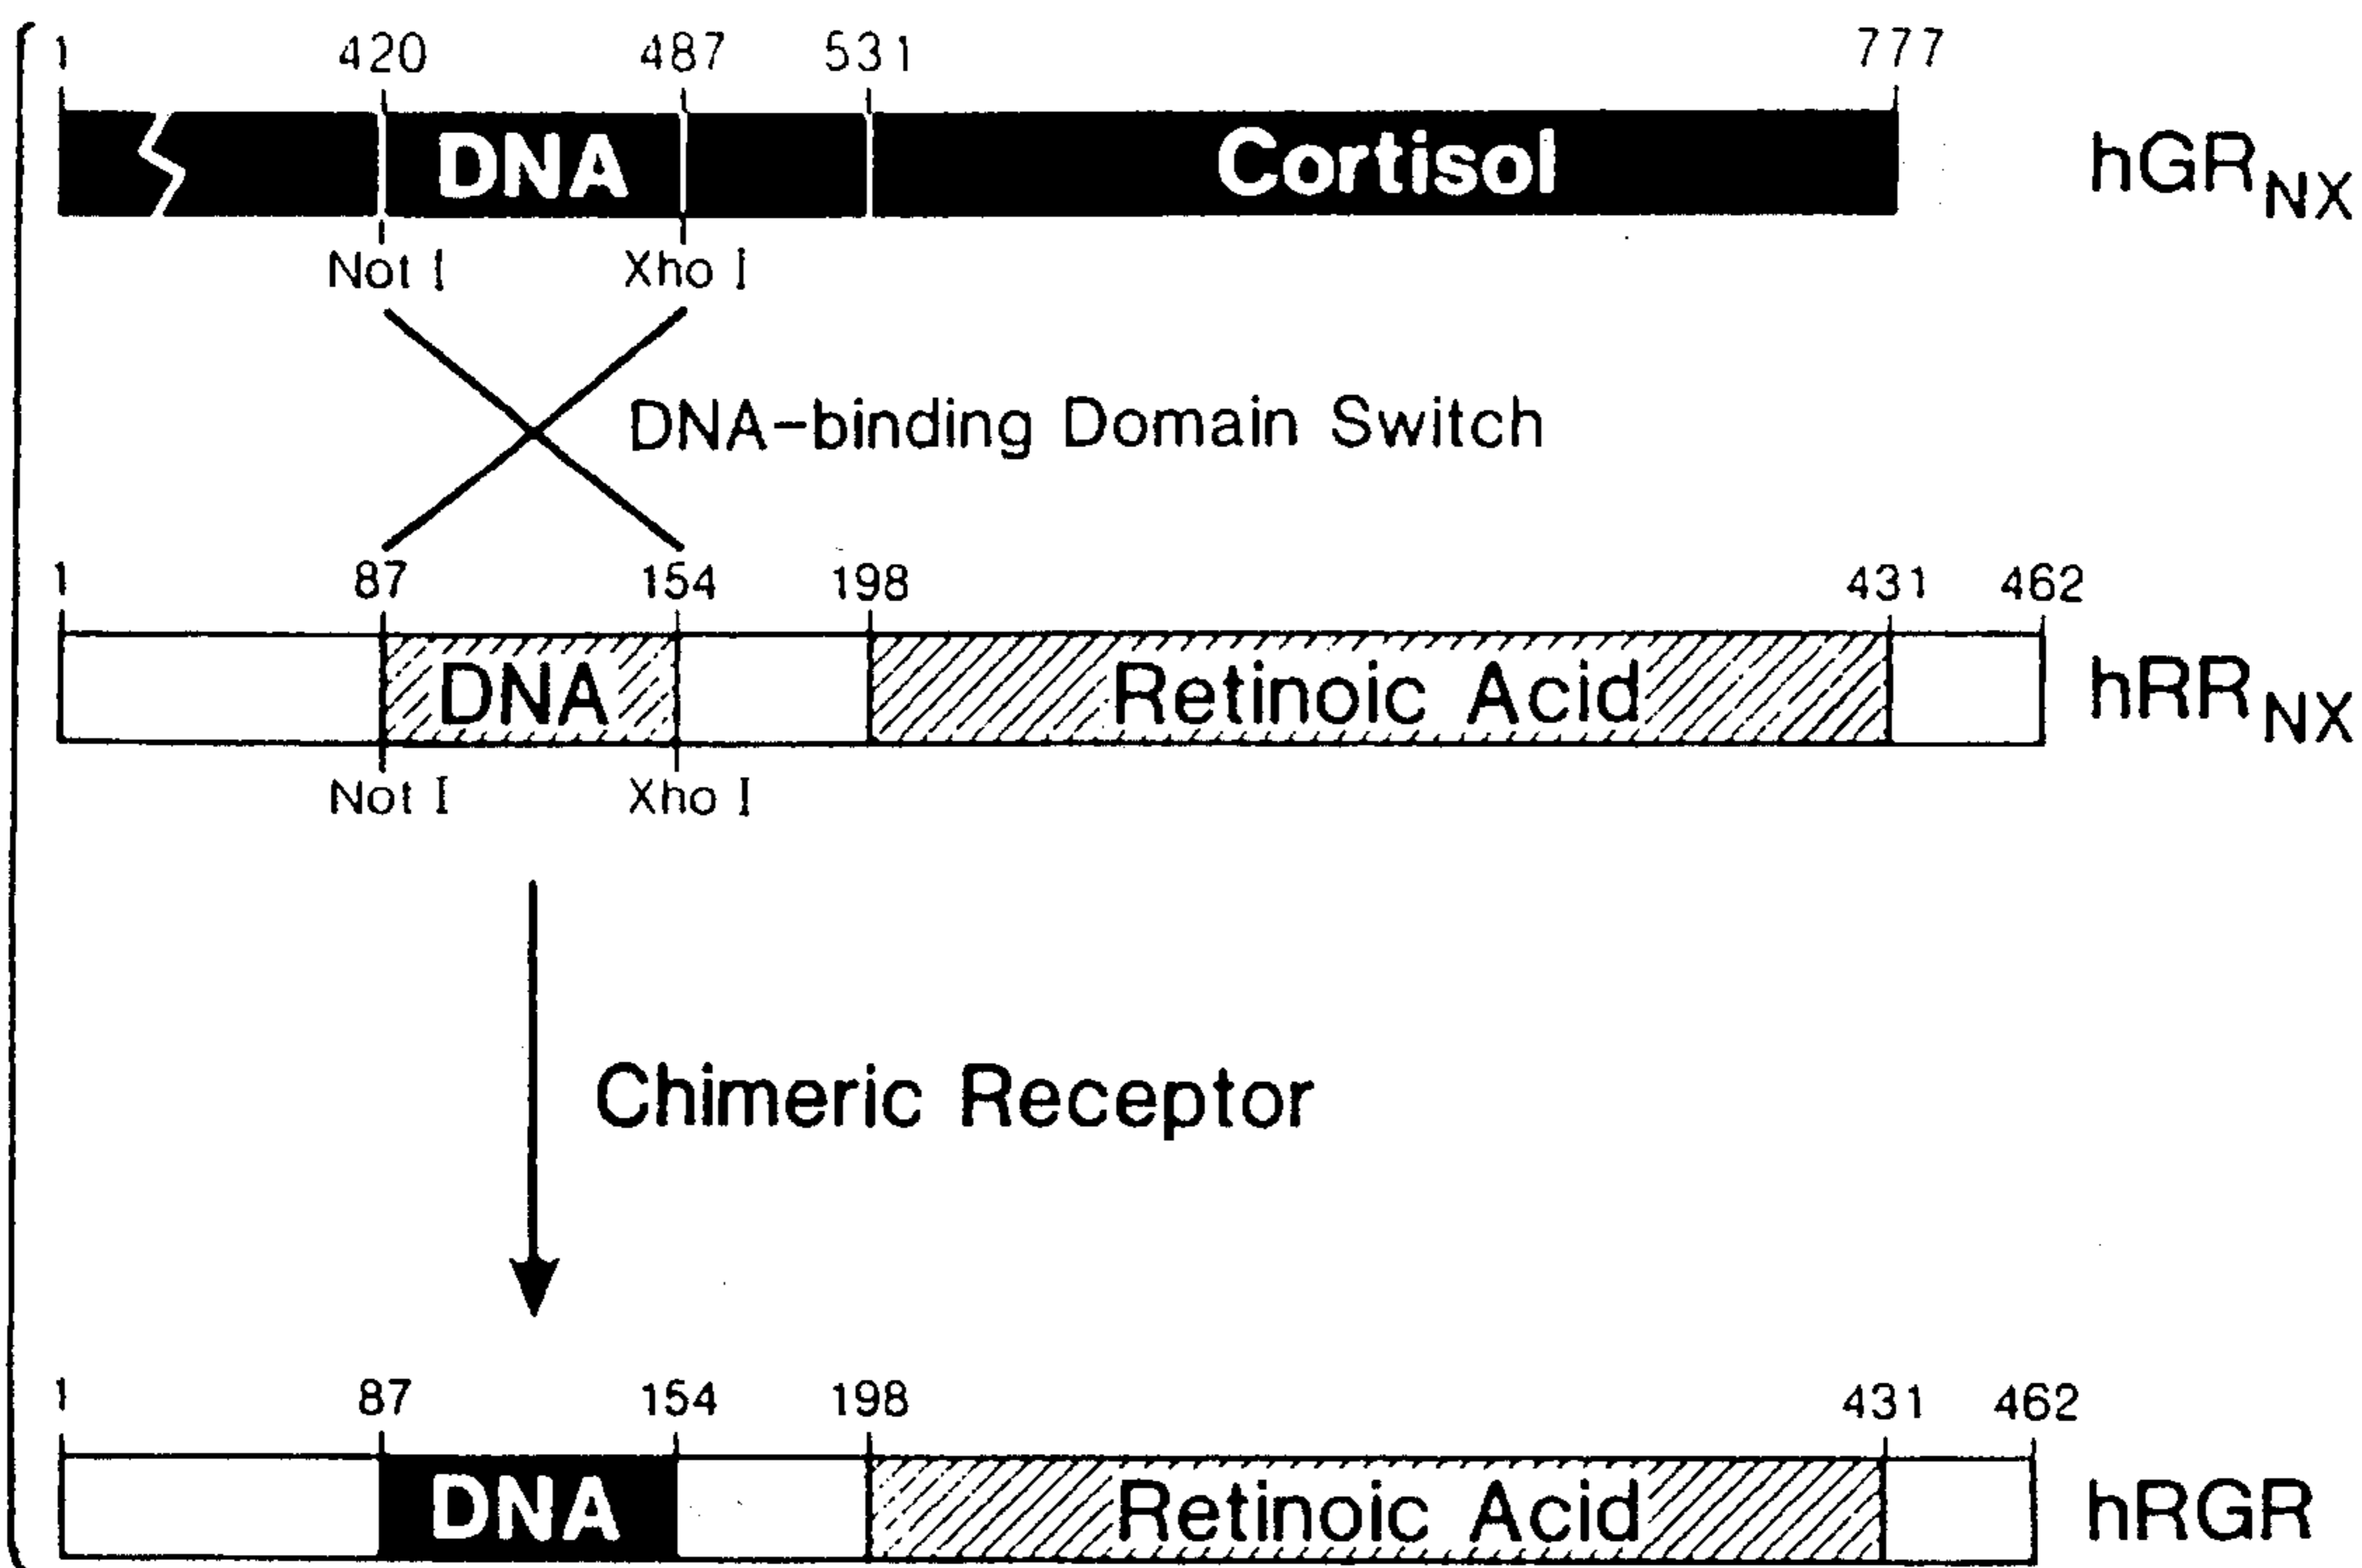 1 420 487 531 777
DNA Cortisol hGRNX
Not I Xho I
DNA-binding Domain Switch
1 87 154 198 431 462
DNA Retinoic Acid hRRNX
Not I Xho I
Chimeric Receptor
1 87 154 198 431 462
DNA Retinoic Acid hRGR